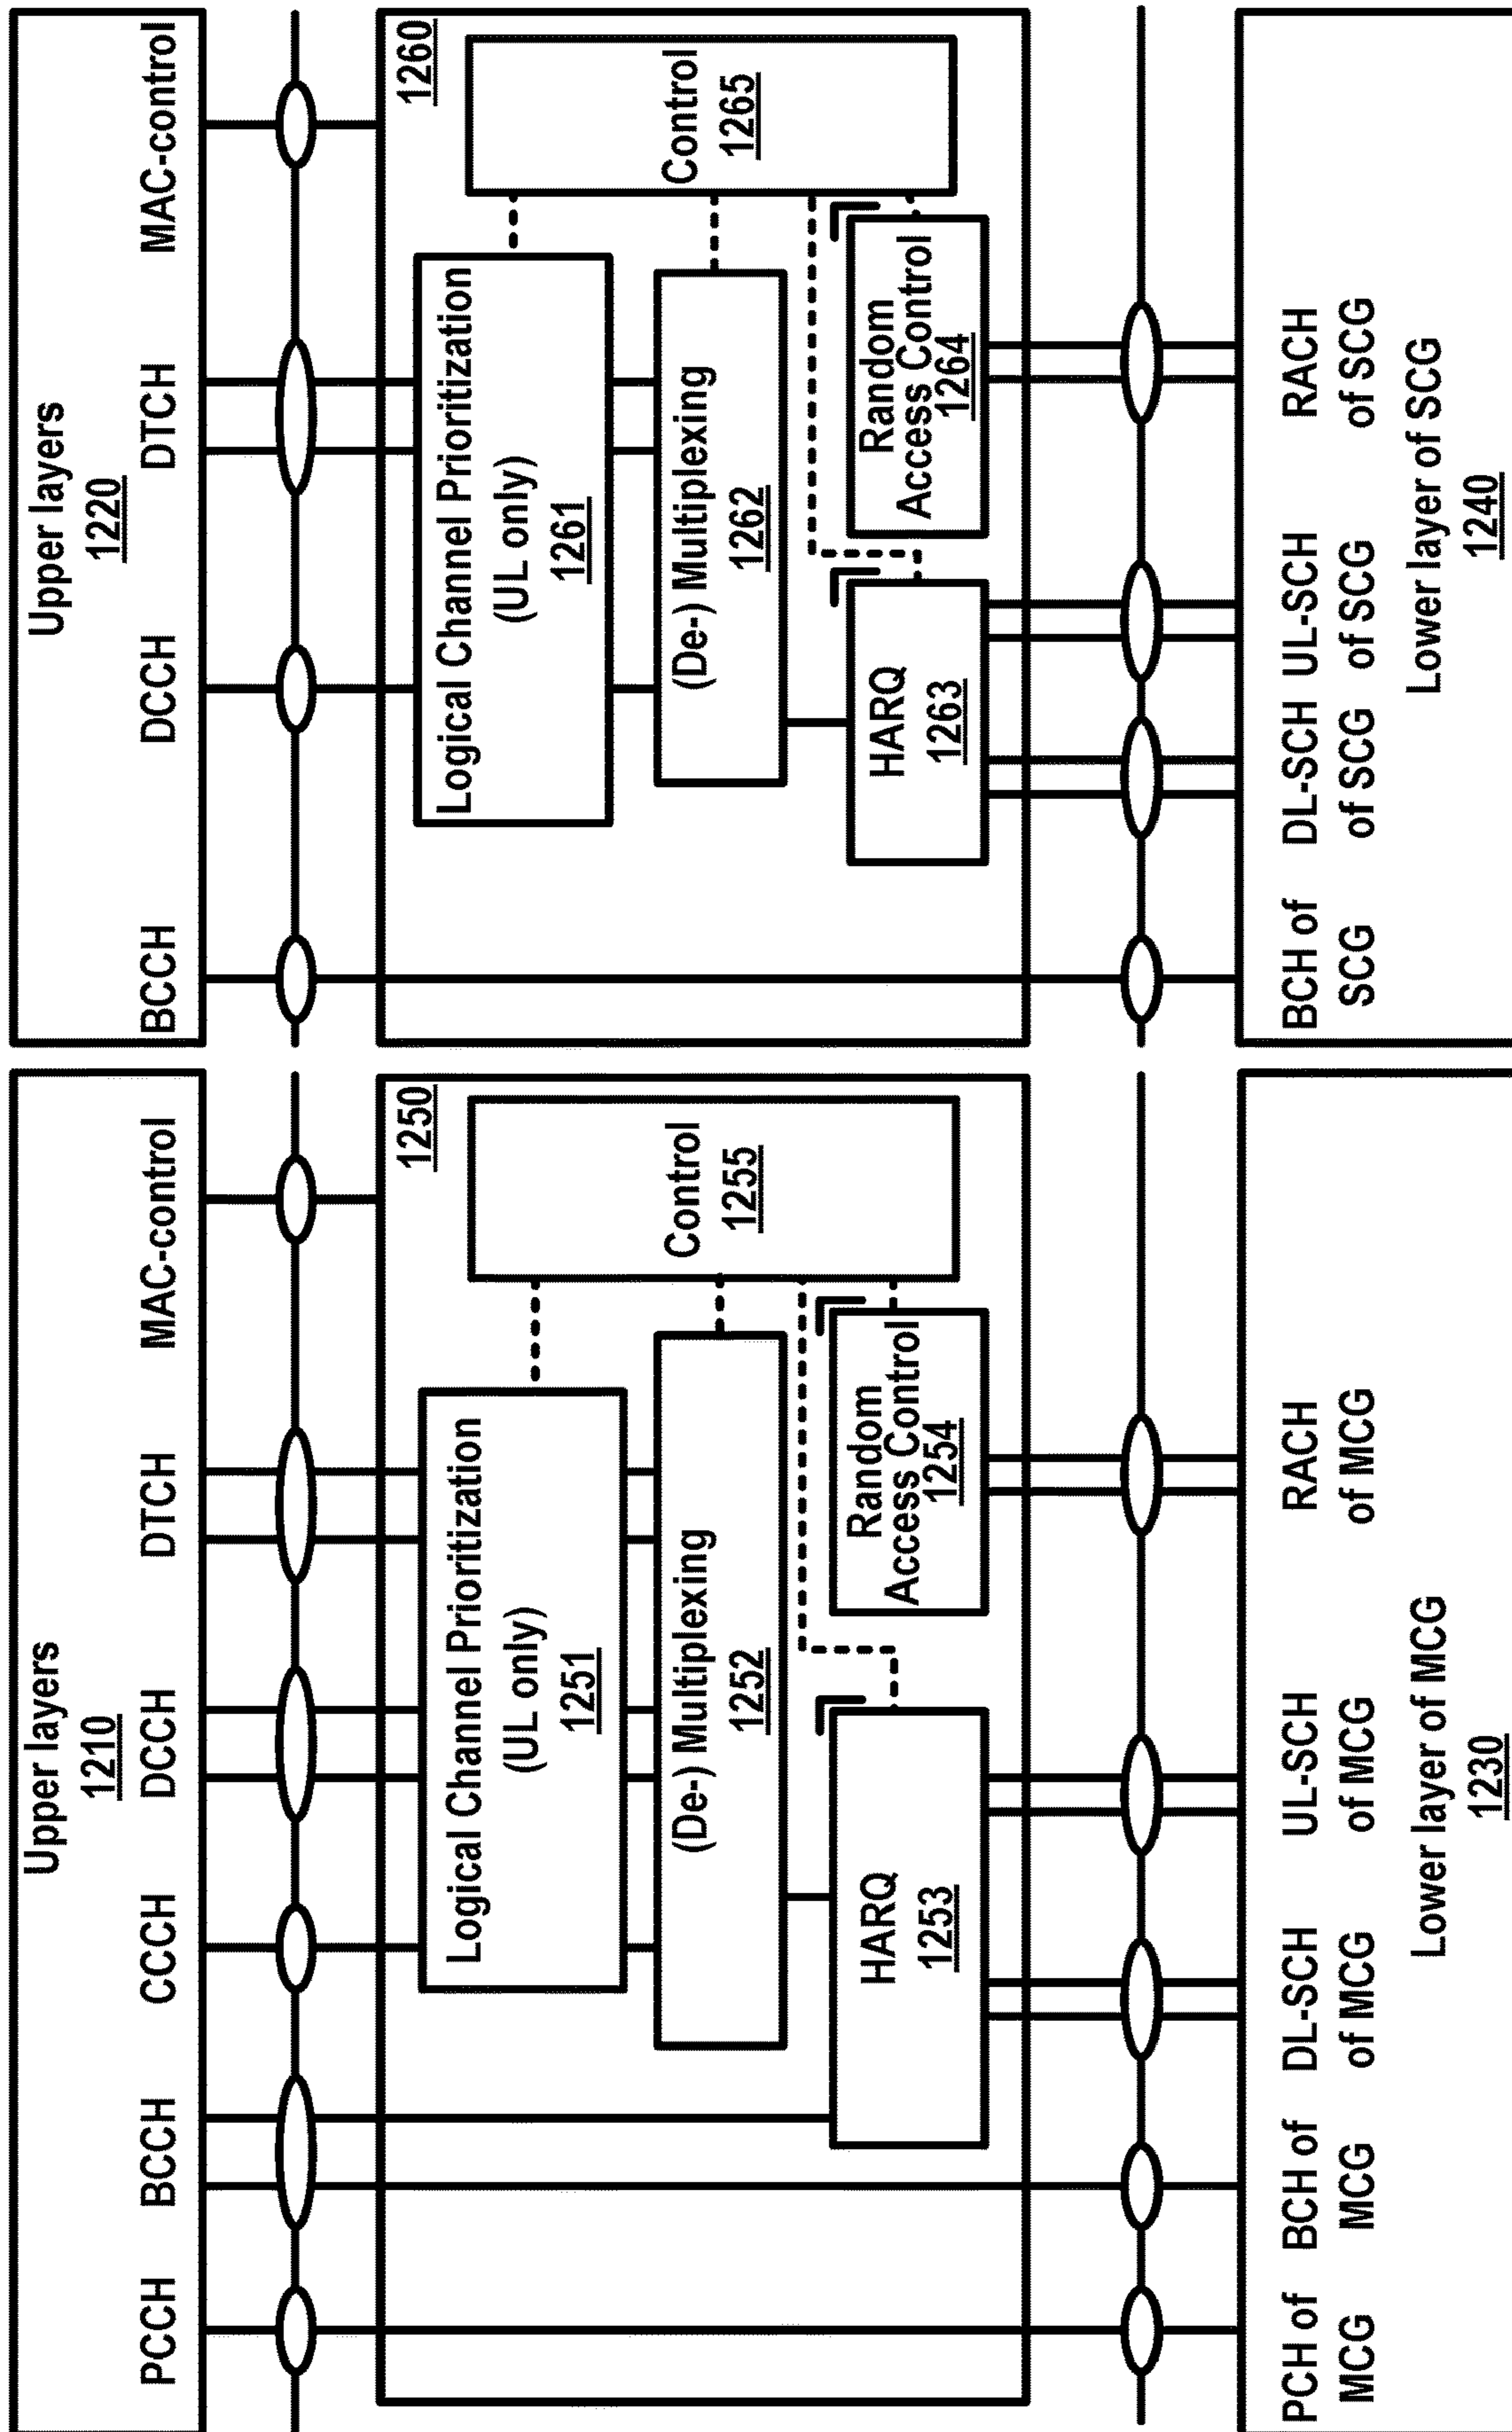 Upper layers
1210
PCCH
BCCH
CCCH
DCCH
DTCH
MAC-control
1250
Logical Channel Prioritization
(UL only)
1251
(De-) Multiplexing
1252
HARQ
1253
Random
Access Control
1254
Control
1255
PCH of
MCG
BCH of
MCG
DL-SCH
of MCG
UL-SCH
of MCG
RACH
of MCG
Lower layer of MCG
1230
Upper layers
1220
BCCH
DCCH
DTCH
MAC-control
1260
Logical Channel Prioritization
(UL only)
1261
(De-) Multiplexing
1262
HARQ
1263
Random
Access Control
1264
Control
1265
BCH of
SCG
DL-SCH
of SCG
UL-SCH
of SCG
RACH
of SCG
Lower layer of SCG
1240